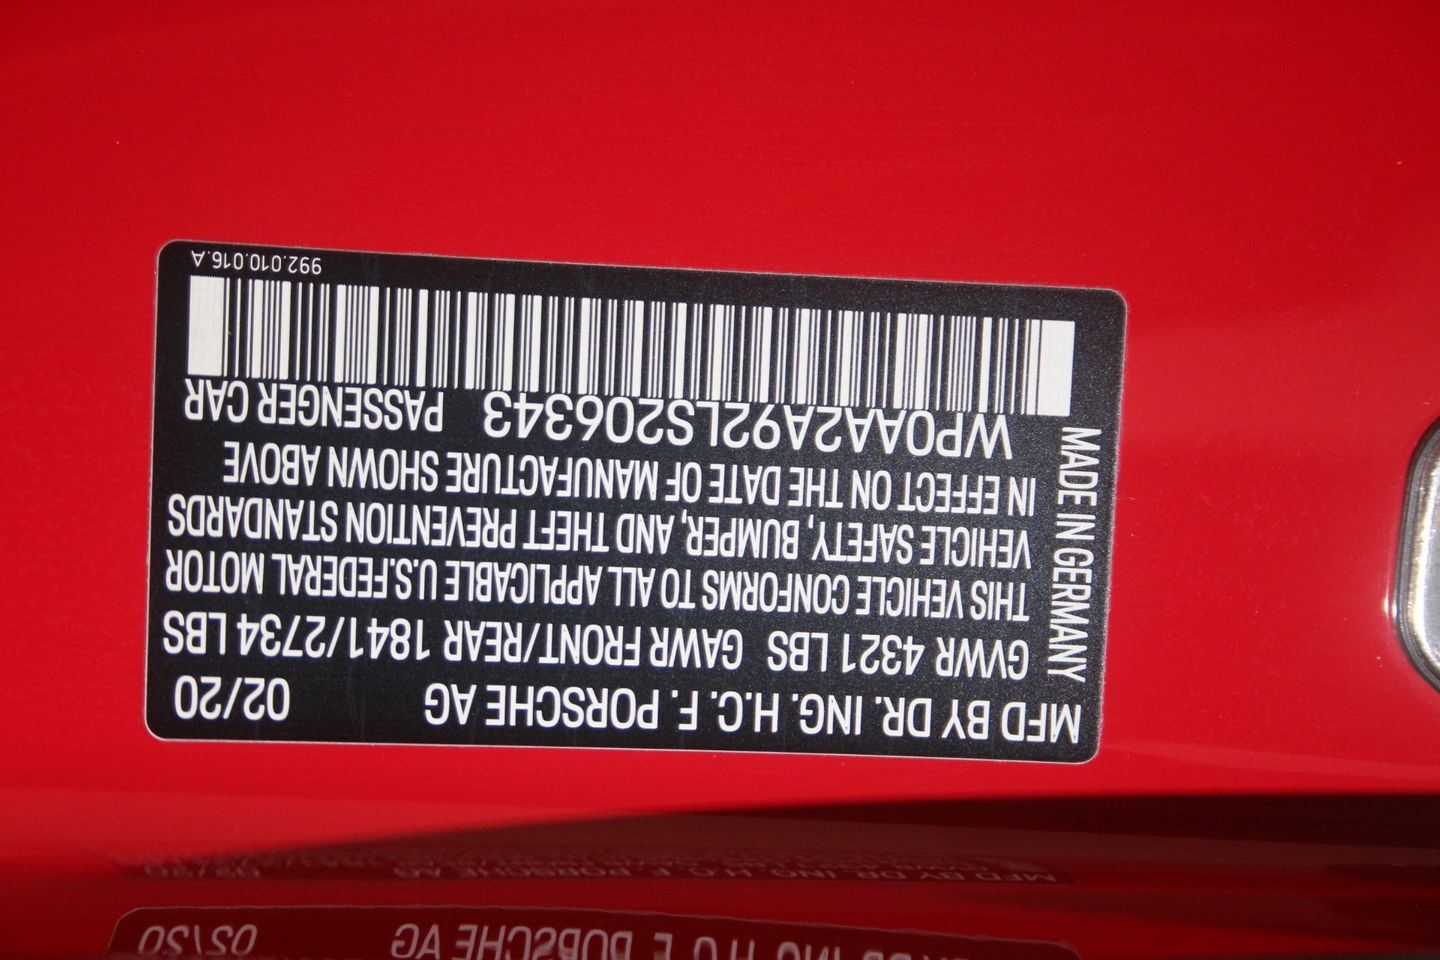 MFD BY DR. ING. H.C. F. PORSCHE AG 02/20
GVWR 4321 LBS GAWR FRONT/REAR 1841/2734 LBS
THIS VEHICLE CONFORMS TO ALL APPLICABLE U.S.FEDERAL MOTOR
VEHICLE SAFETY, BUMPER, AND THEFT PREVENTION STANDARDS
IN EFFECT ON THE DATE OF MANUFACTURE SHOWN ABOVE
WP0AA2A92LS206343 PASSENGER CAR
992.010.016.A
MADE IN GERMANY